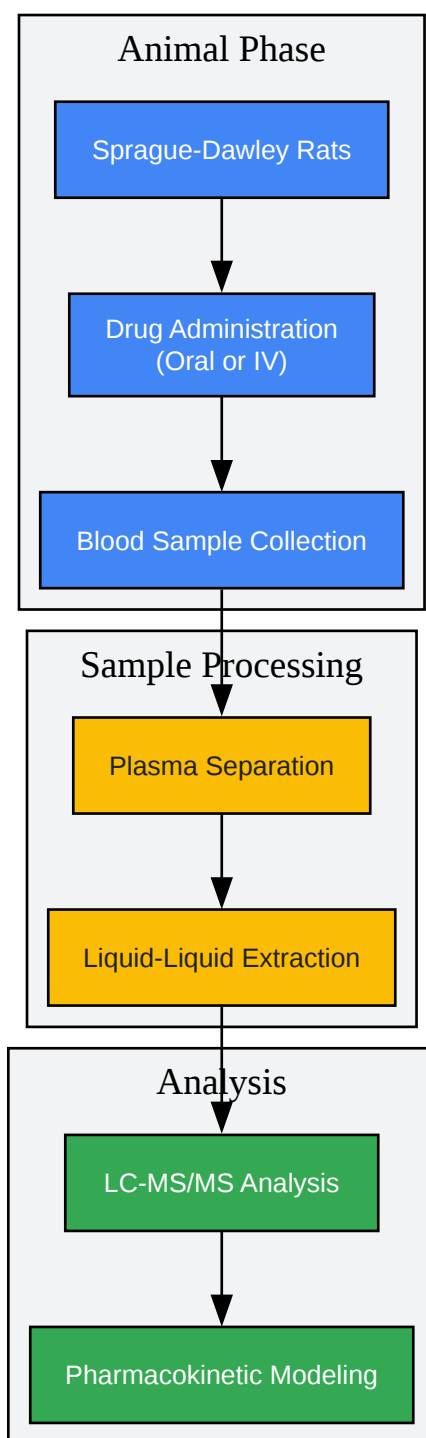 Animal Phase
Sprague-Dawley Rats
Drug Administration
(Oral or IV)
Blood Sample Collection
Sample Processing
Plasma Separation
Liquid-Liquid Extraction
Analysis
LC-MS/MS Analysis
Pharmacokinetic Modeling